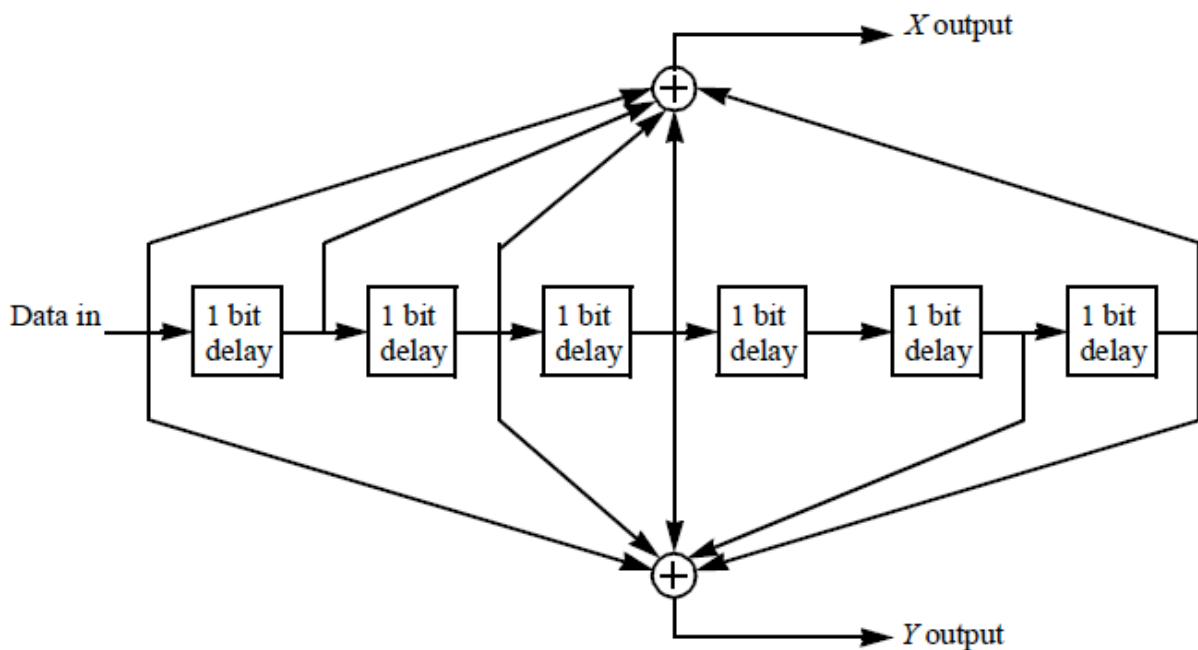 X output
Data in
1 bit
delay
1 bit
delay
1 bit
delay
1 bit
delay
1 bit
delay
1 bit
delay
Y output